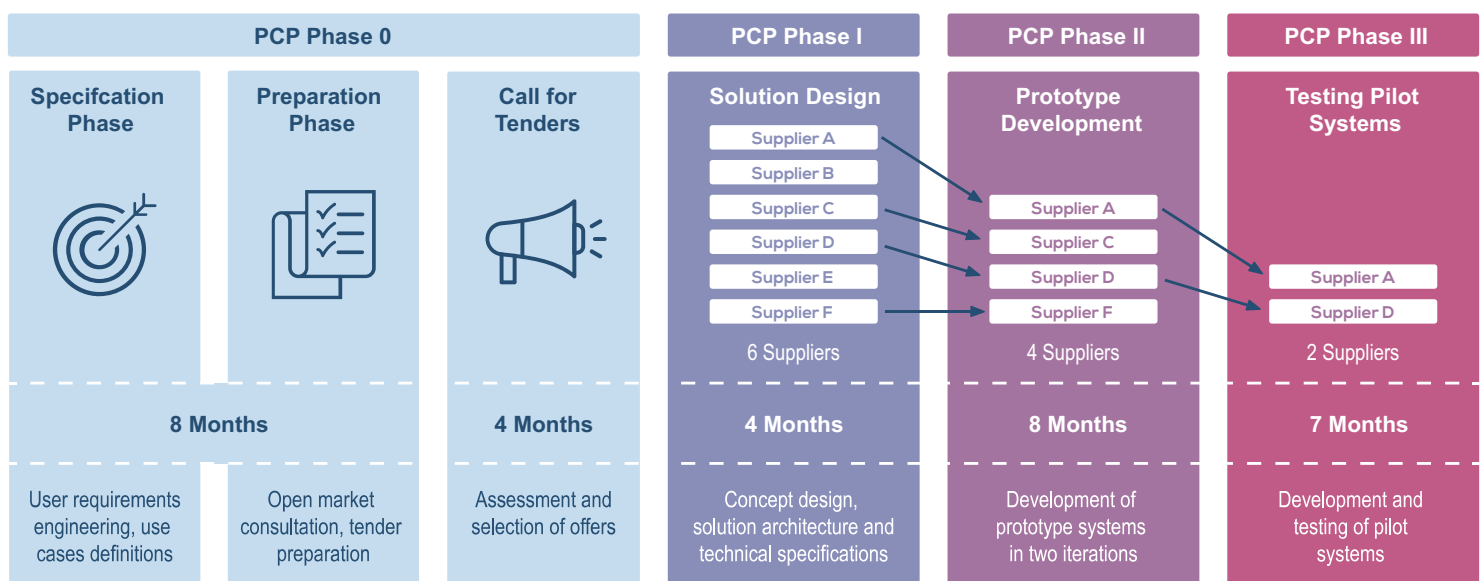 PCP Phase 0
Specifcation
Phase
Preparation
Phase
Call for
Tenders
8 Months
4 Months
User requirements
engineering, use
cases definitions
Open market
consultation, tender
preparation
Assessment and
selection of offers
PCP Phase I
Solution Design
Supplier A
Supplier B
Supplier C
Supplier D
Supplier E
Supplier F
6 Suppliers
4 Months
Concept design,
solution architecture and
technical specifications
PCP Phase II
Prototype
Development
Supplier A
Supplier C
Supplier D
Supplier F
4 Suppliers
8 Months
Development of
prototype systems
in two iterations
PCP Phase III
Testing Pilot
Systems
Supplier A
Supplier D
2 Suppliers
7 Months
Development and
testing of pilot
systems